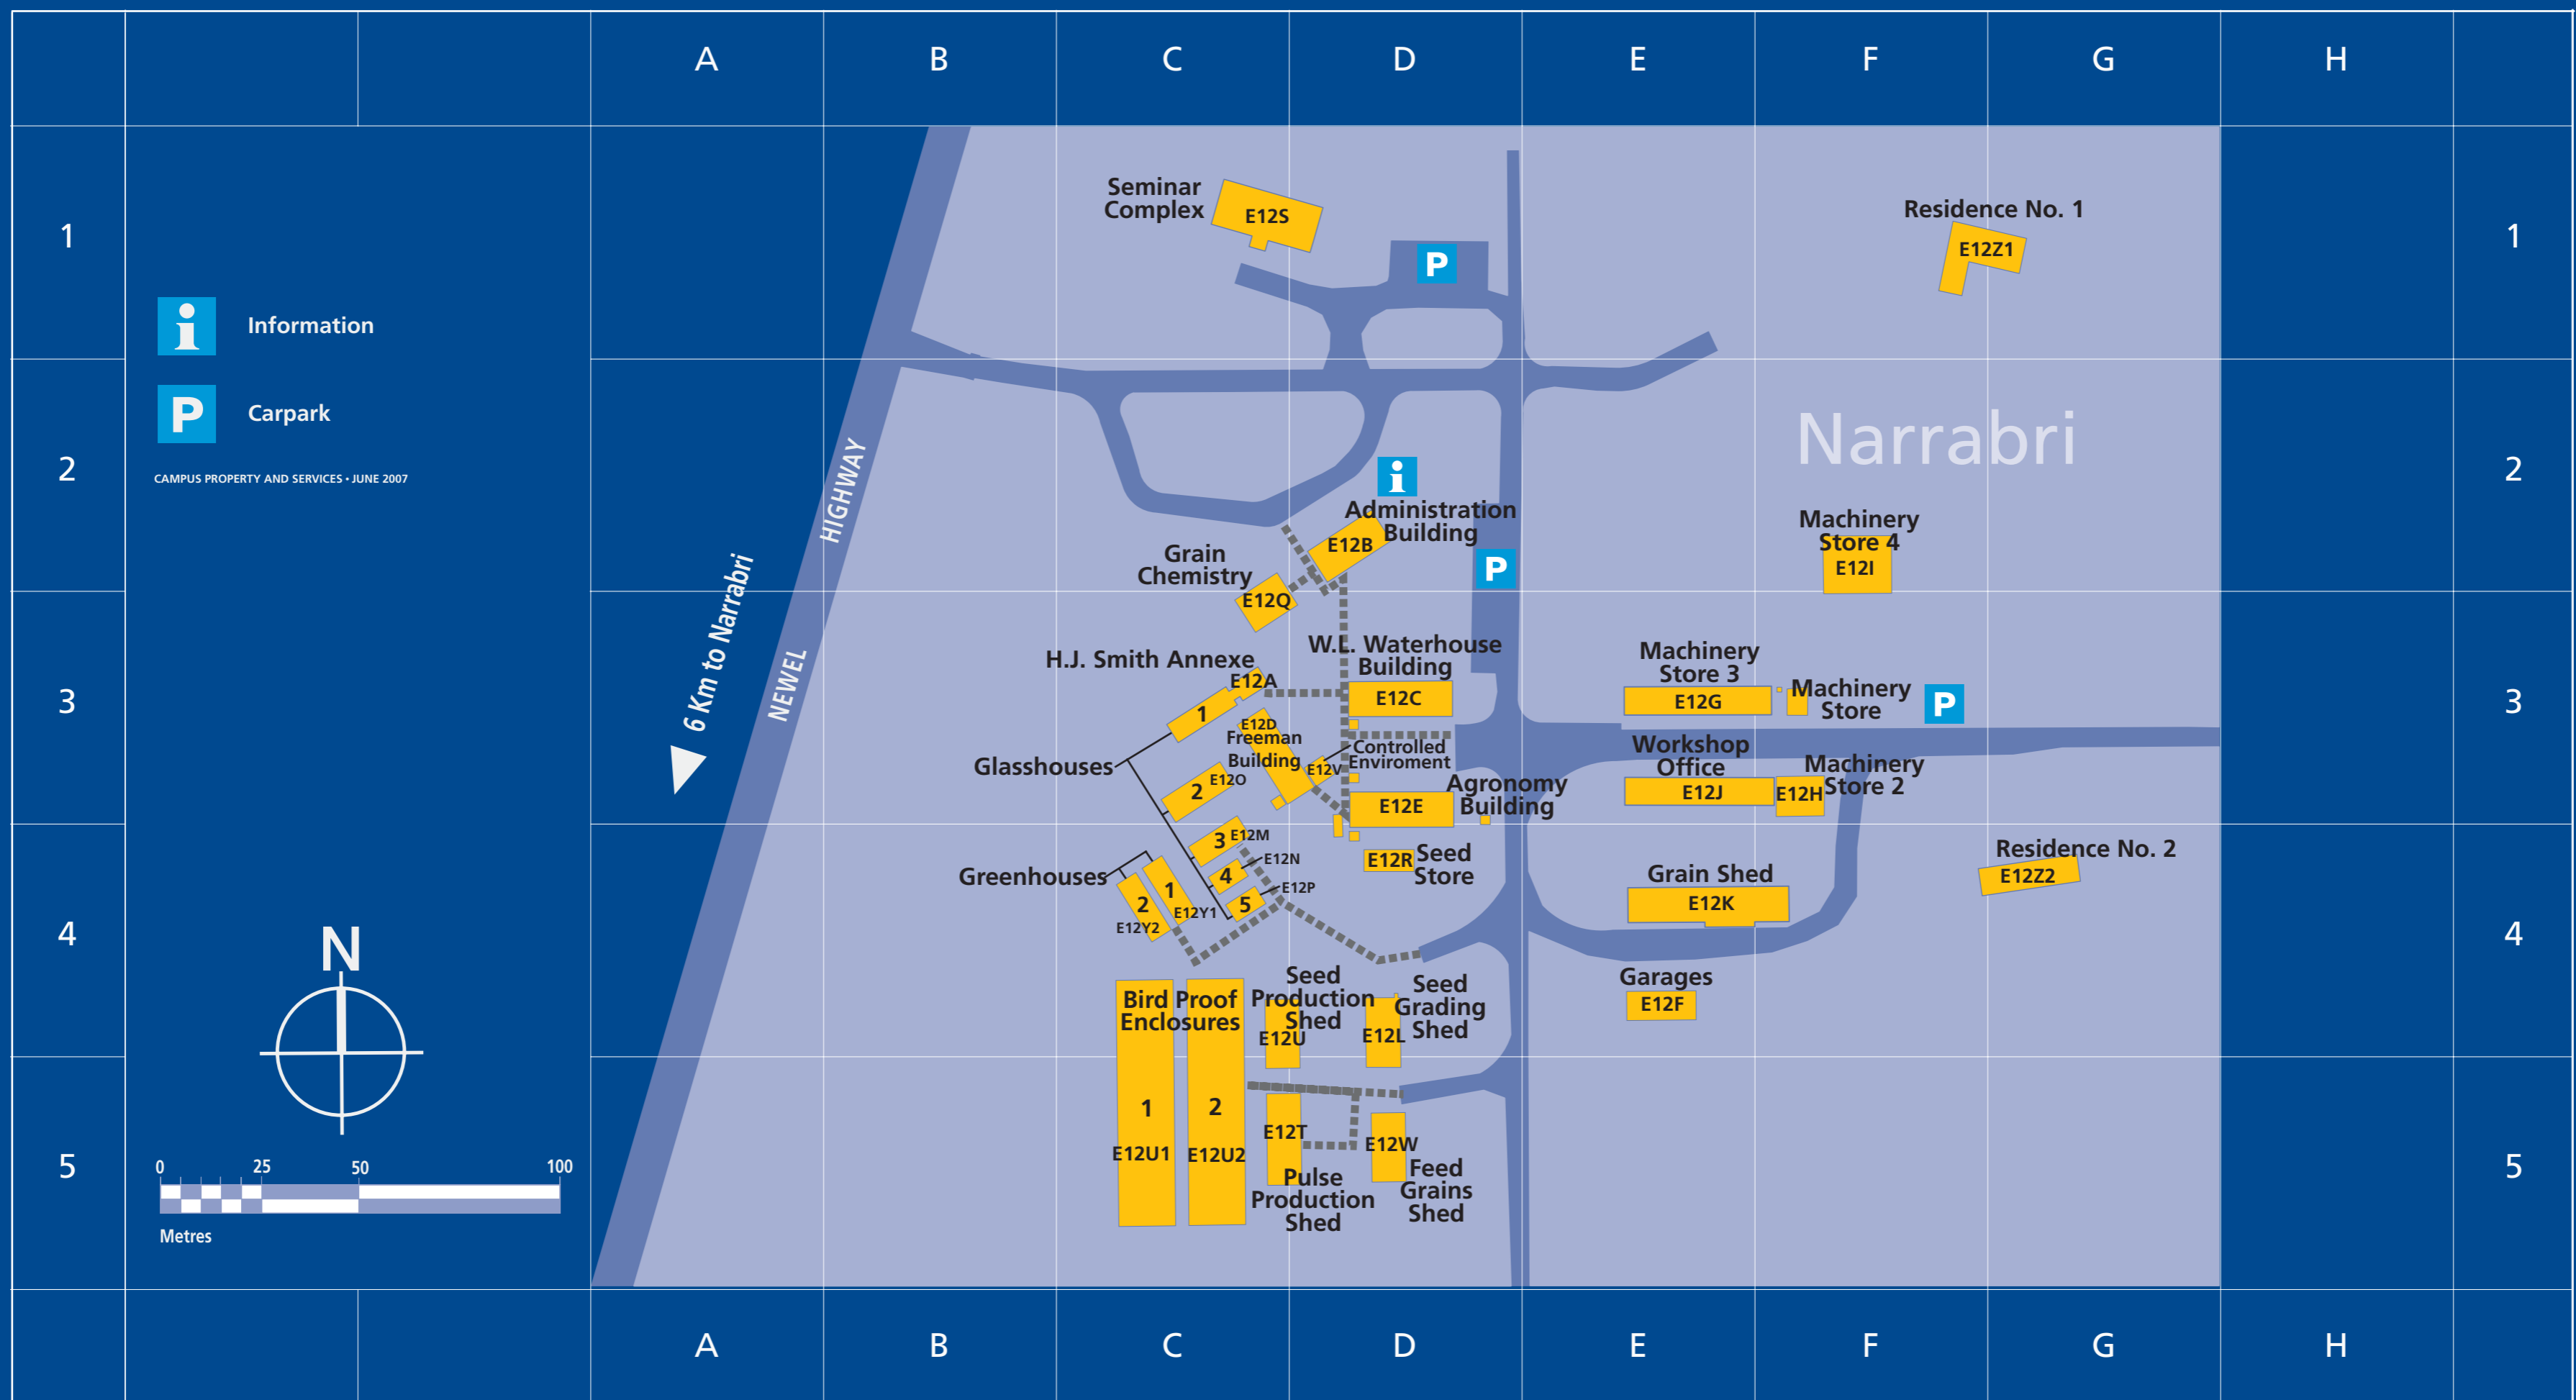 A B C D E F G H
1
Seminar
Complex
E12S
P
Residence No. 1
E12Z1
1
Information
P
Carpark
CAMPUS PROPERTY AND SERVICES • JUNE 2007
2
HIGHWAY
Narrabri
i
Administration
Building
E12B
P
Grain
Chemistry
E12Q
Machinery
Store 4
E12I
2
3
6 Km to Narrabri
NEWEL
H.J. Smith Annexe
E12A
1
W.L. Waterhouse
Building
E12C
E12D
Freeman
Building
Controlled
Enviroment
E12V
Glasshouses
2 E12O
Agronomy
Building
E12E
Machinery
Store 3
E12G
Machinery
Store
P
Workshop
Office
E12J
Machinery
Store 2
E12H
3
4
3 E12M
4 E12N
5 E12P
Greenhouses
1
E12Y1
2
E12Y2
E12R
Seed
Store
Grain Shed
E12K
Residence No. 2
E12Z2
Garages
E12F
4
N
Bird Proof
Enclosures
Seed
Production
Shed
E12U
Seed
Grading
Shed
E12L
5
1
E12U1
2
E12U2
E12T
Pulse
Production
Shed
E12W
Feed
Grains
Shed
5
0 25 50 100
Metres
A B C D E F G H